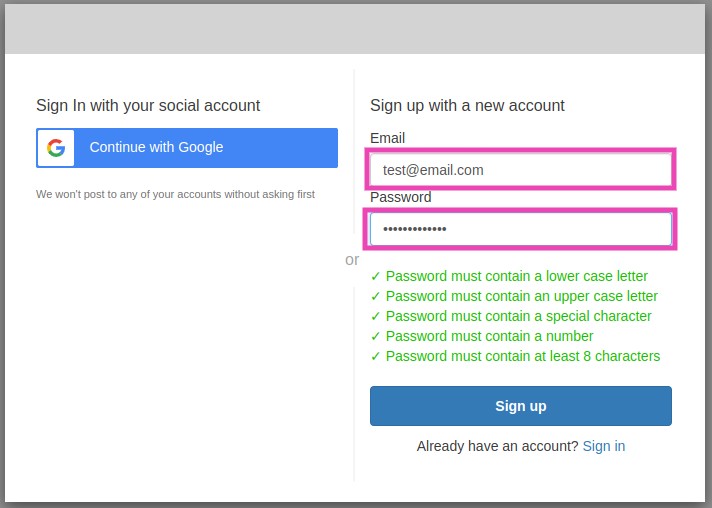 Sign In with your social account
Continue with Google
We won't post to any of your accounts without asking first
or
Sign up with a new account
Email
test@email.com
Password
•••••••••••••
✓ Password must contain a lower case letter
✓ Password must contain an upper case letter
✓ Password must contain a special character
✓ Password must contain a number
✓ Password must contain at least 8 characters
Sign up
Already have an account? Sign in